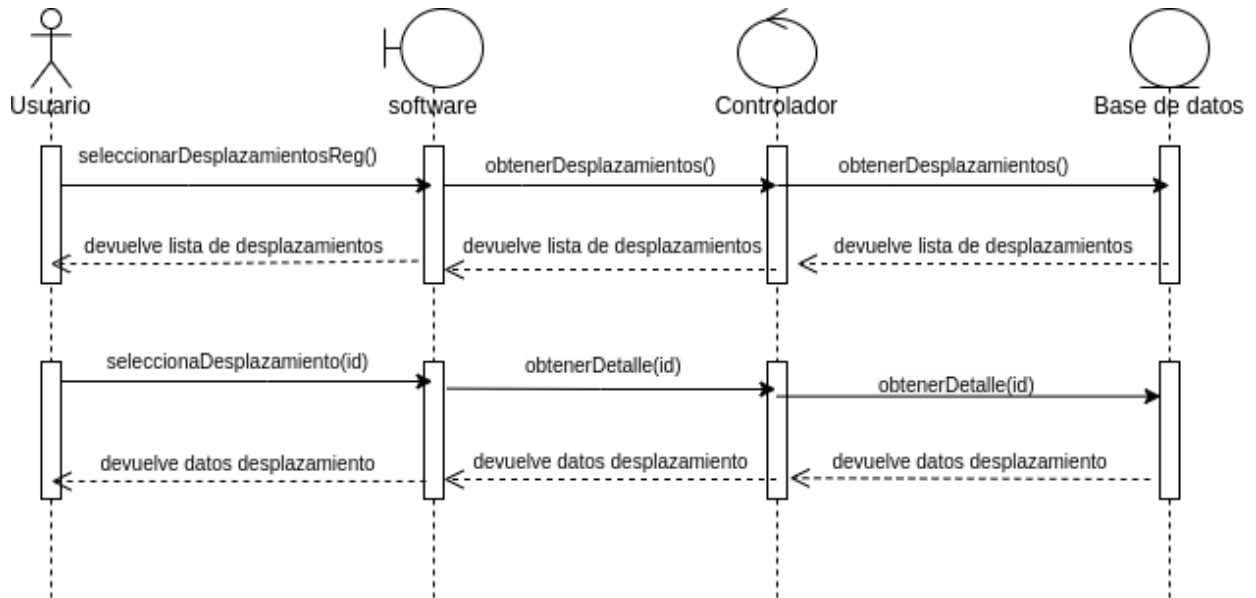 Usuario
software
Controlador
Base de datos
seleccionarDesplazamientosReg()
obtenerDesplazamientos()
obtenerDesplazamientos()
devuelve lista de desplazamientos
devuelve lista de desplazamientos
devuelve lista de desplazamientos
seleccionaDesplazamiento(id)
obtenerDetalle(id)
obtenerDetalle(id)
devuelve datos desplazamiento
devuelve datos desplazamiento
devuelve datos desplazamiento